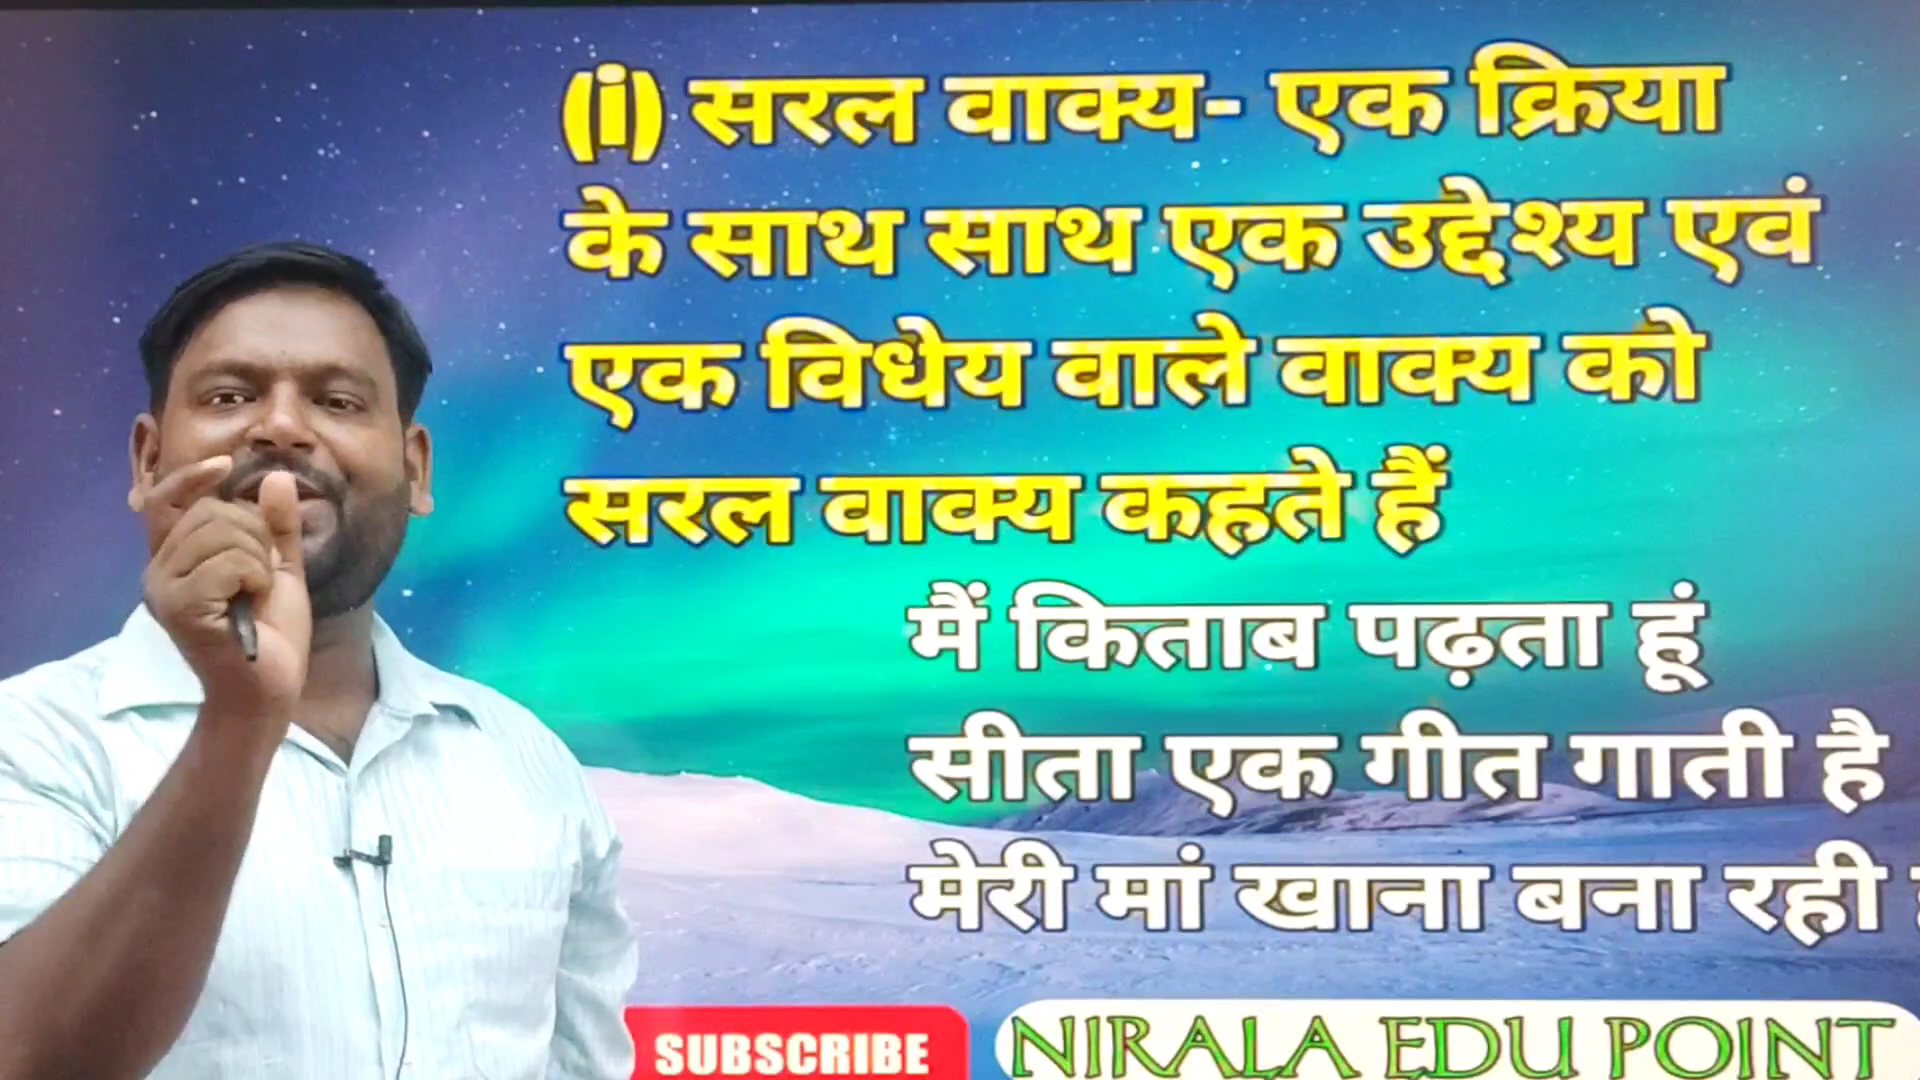 (i) सरल वाक्य- एक क्रिया
के साथ साथ एक उद्देश्य एवं
एक विधेय वाले वाक्य को
सरल वाक्य कहते हैं
मैं किताब पढ़ता हूं
सीता एक गीत गाती है
मेरी मां खाना बना रही
SUBSCRIBE
NIRALA EDU POINT